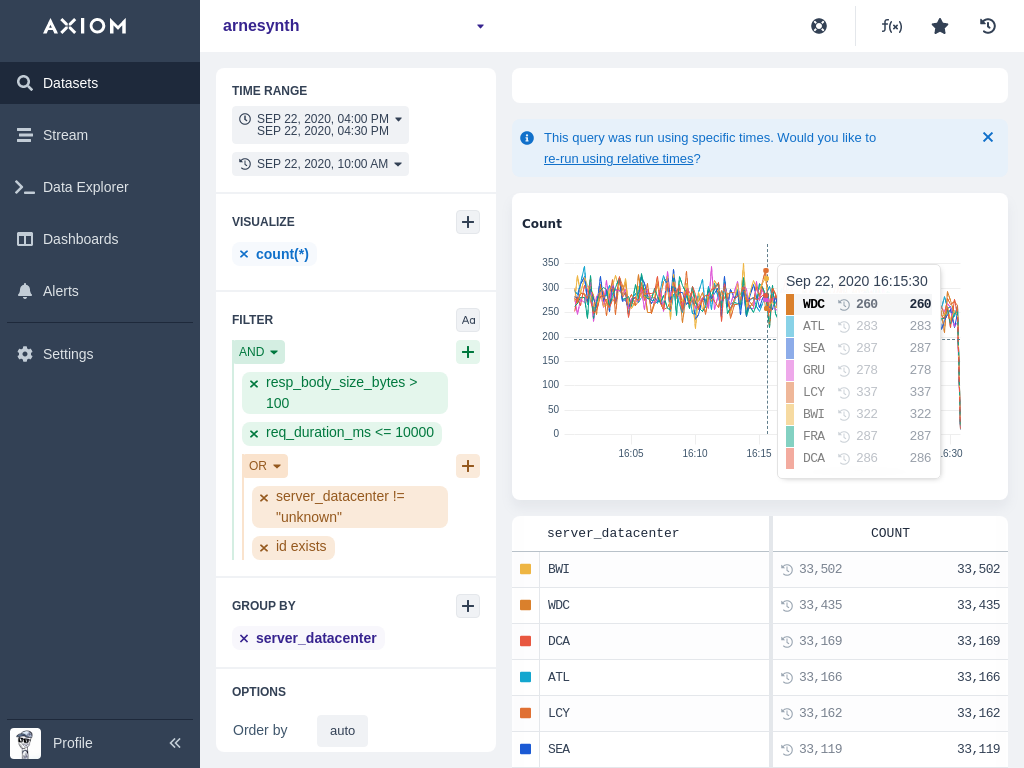 AXIOM
arnesynth
f(x)
Datasets
Stream
Data Explorer
Dashboards
Alerts
Settings
Profile
TIME RANGE
SEP 22, 2020, 04:00 PM
SEP 22, 2020, 04:30 PM
SEP 22, 2020, 10:00 AM
VISUALIZE
count(*)
FILTER
Aa
AND
resp_body_size_bytes >
100
req_duration_ms <= 10000
OR
server_datacenter !=
"unknown"
id exists
GROUP BY
server_datacenter
OPTIONS
Order by auto
This query was run using specific times. Would you like to
re-run using relative times?
Count
350
300
250
200
150
100
50
0
16:05 16:10 16:15 16:30
Sep 22, 2020 16:15:30
WDC 260 260
ATL 283 283
SEA 287 287
GRU 278 278
LCY 337 337
BWI 322 322
FRA 287 287
DCA 286 286
server_datacenter COUNT
BWI 33,502 33,502
WDC 33,435 33,435
DCA 33,169 33,169
ATL 33,166 33,166
LCY 33,162 33,162
SEA 33,119 33,119